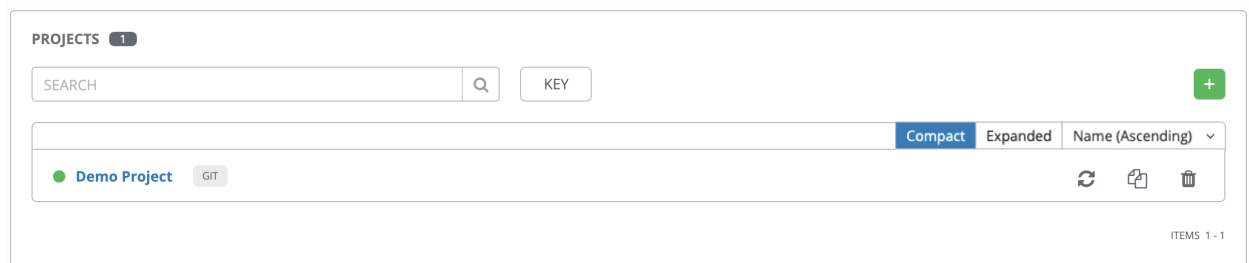 PROJECTS 1
SEARCH KEY +
Compact Expanded Name (Ascending)
Demo Project GIT
ITEMS 1 - 1